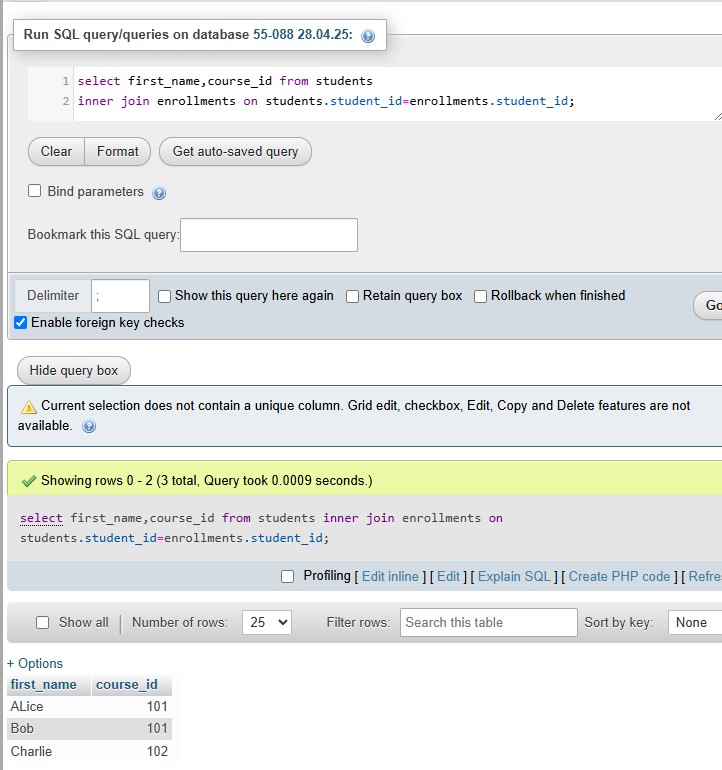 Run SQL query/queries on database 55-088 28.04.25:
1 select first_name,course_id from students
2 inner join enrollments on students.student_id=enrollments.student_id;
Clear Format Get auto-saved query
Bind parameters
Bookmark this SQL query:
Delimiter ; Show this query here again Retain query box Rollback when finished Go
Enable foreign key checks
Hide query box
Current selection does not contain a unique column. Grid edit, checkbox, Edit, Copy and Delete features are not
available.
Showing rows 0 - 2 (3 total, Query took 0.0009 seconds.)
select first_name,course_id from students inner join enrollments on
students.student_id=enrollments.student_id;
Profiling [ Edit inline ] [ Edit ] [ Explain SQL ] [ Create PHP code ] [ Refre
Show all Number of rows: 25 Filter rows: Search this table Sort by key: None
+ Options
first_name course_id
ALice 101
Bob 101
Charlie 102